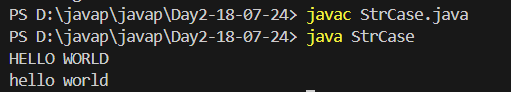 PS D:\javap\javap\Day2-18-07-24> javac StrCase.java
PS D:\javap\javap\Day2-18-07-24> java StrCase
HELLO WORLD
hello world